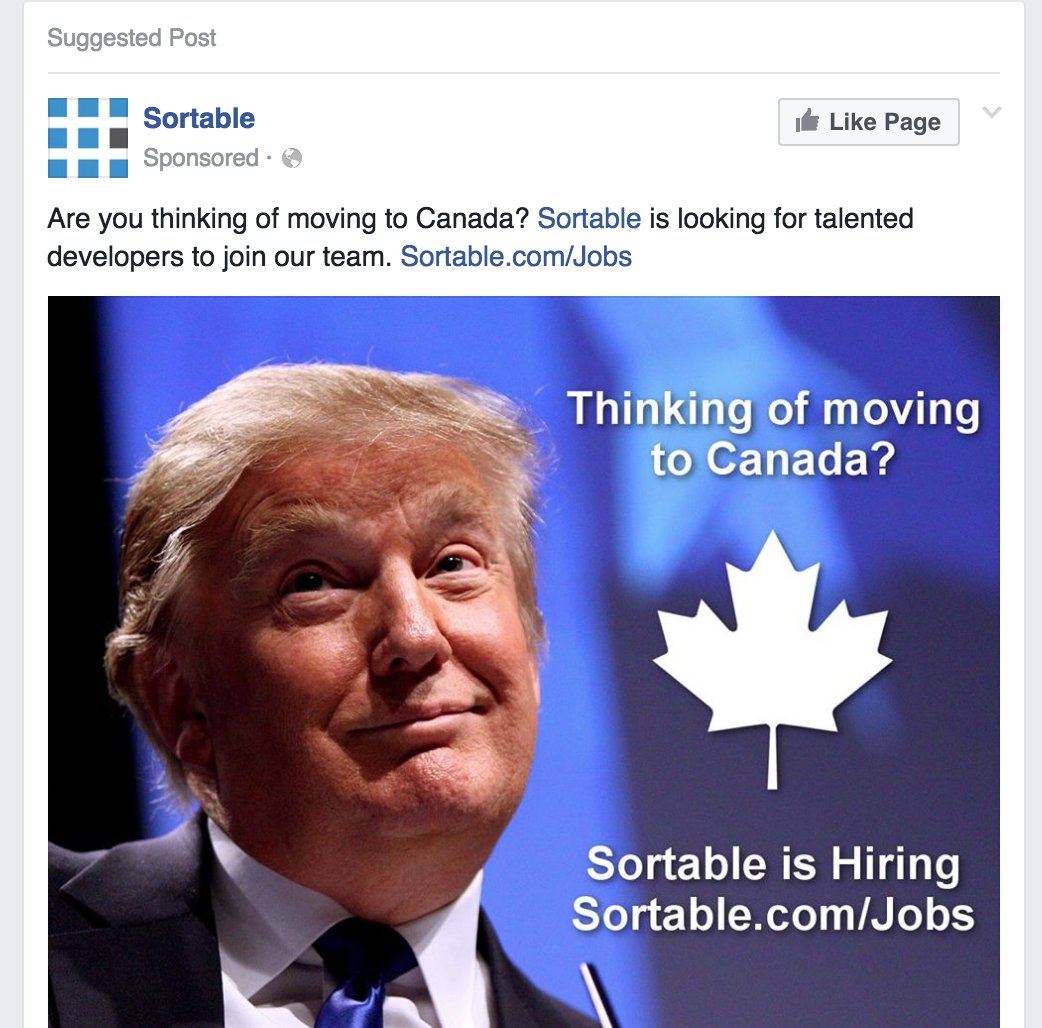 Suggested Post
Sortable
Like Page
Sponsored ·
Are you thinking of moving to Canada? Sortable is looking for talented
developers to join our team. Sortable.com/Jobs
Thinking of moving
to Canada?
Sortable is Hiring
Sortable.com/Jobs